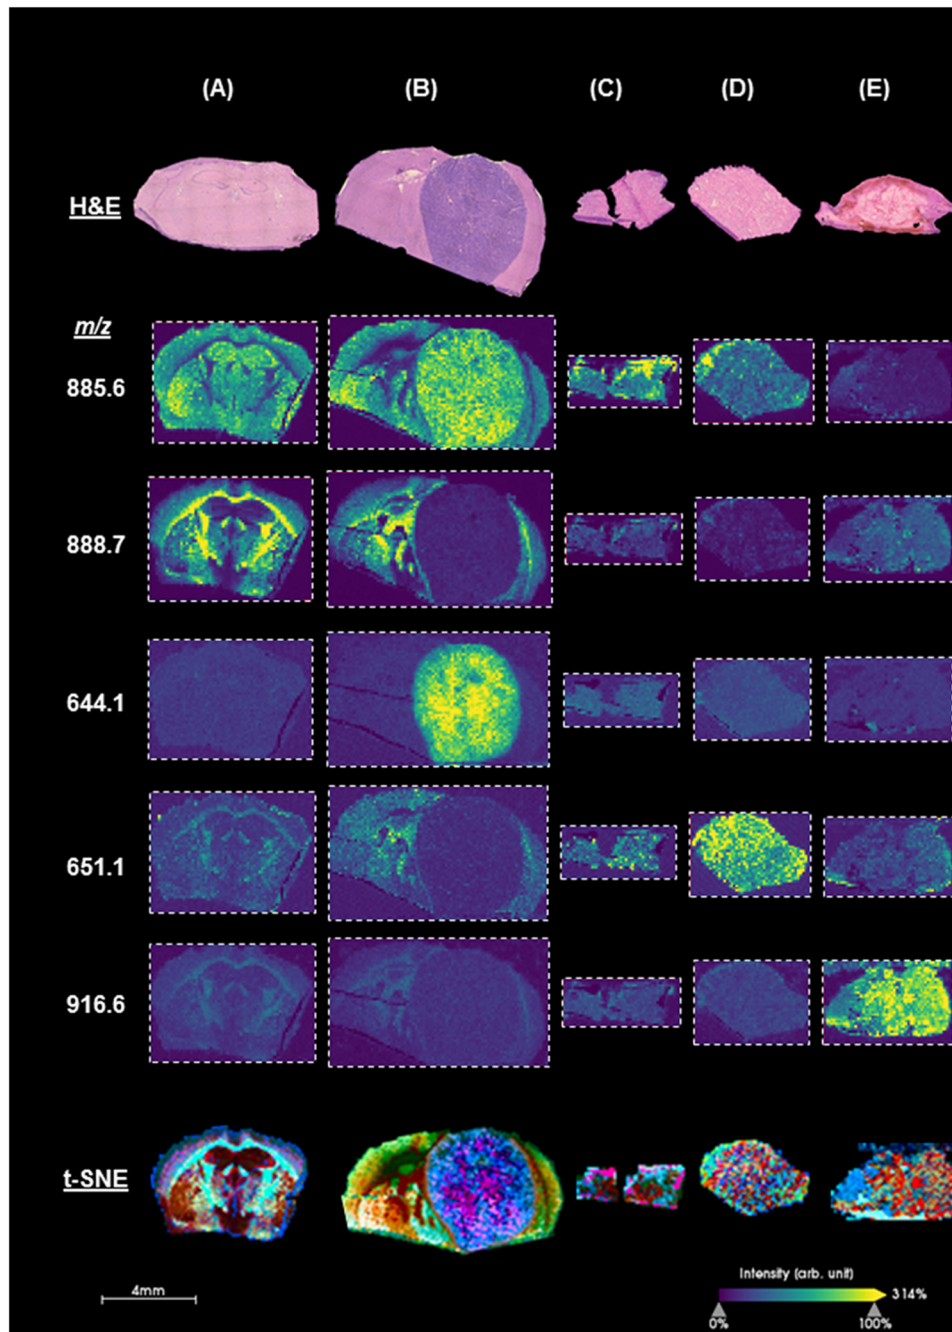 (A) (B) (C) (D) (E)
H&E
m/z
885.6
888.7
644.1
651.1
916.6
t-SNE
4mm
Intensity (arb. unit)
314%
0% 100%